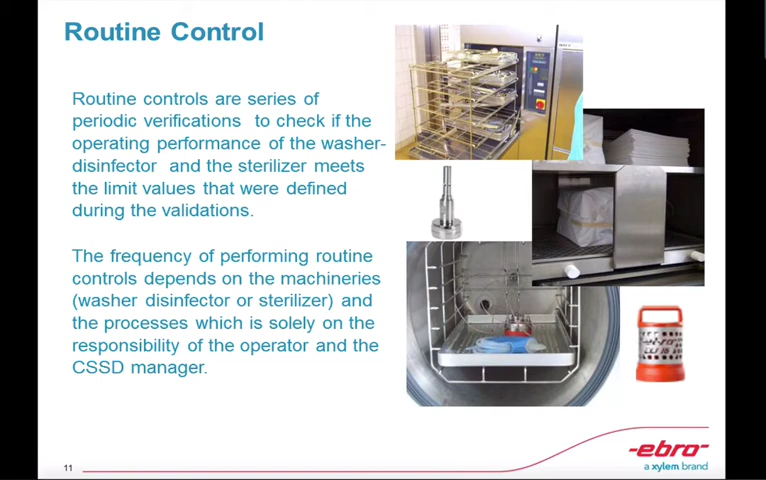 Routine Control
Routine controls are series of
periodic verifications to check if the
operating performance of the washer-
disinfector and the sterilizer meets
the limit values that were defined
during the validations.
The frequency of performing routine
controls depends on the machineries
(washer disinfector or sterilizer) and
the processes which is solely on the
responsibility of the operator and the
CSSD manager.
11
ebro
a xylem brand